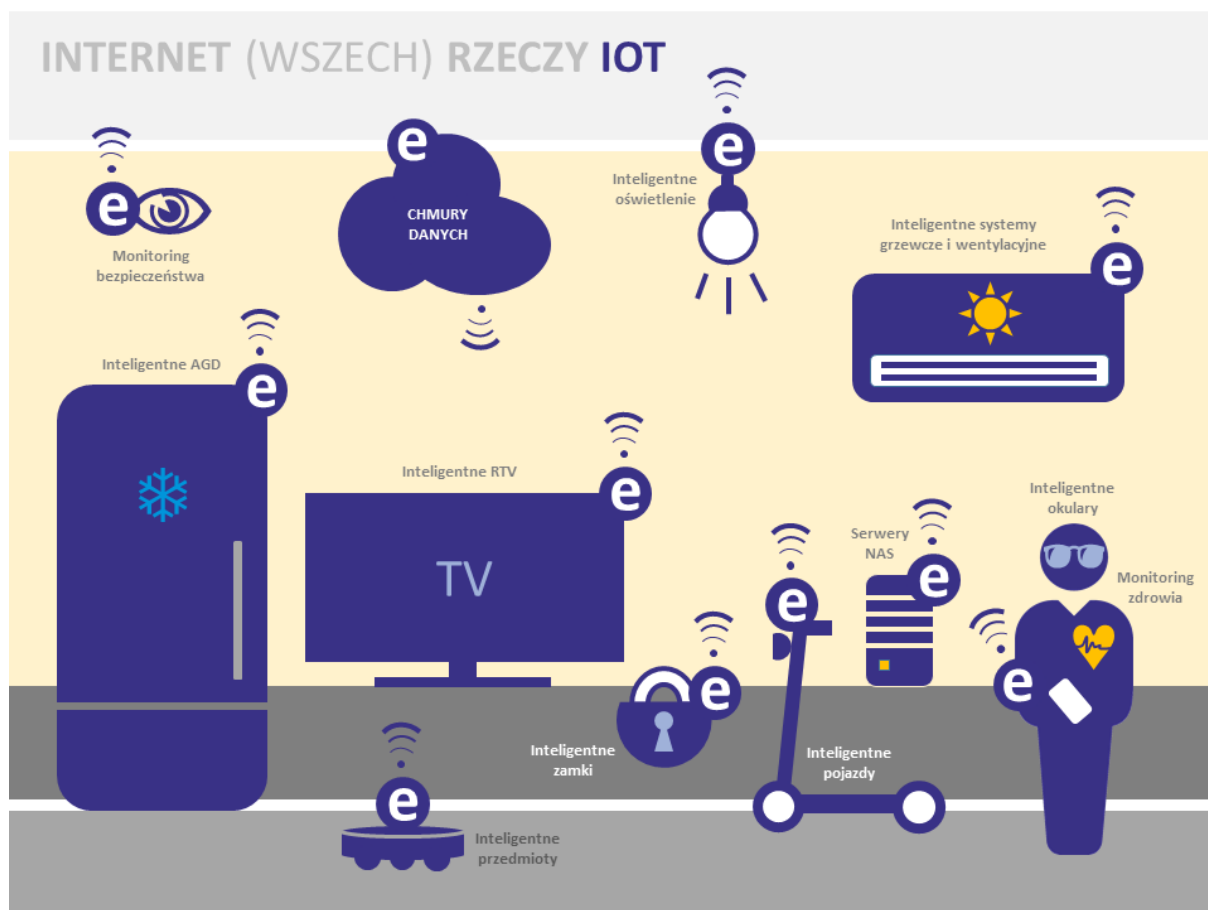 INTERNET (WSZECH) RZECZY IOT
e
e
CHMURY
DANYCH
e
Inteligentne
oświetlenie
Inteligentne systemy
grzewcze i wentylacyjne
e
e
Monitoring
bezpieczeństwa
Inteligentne AGD
e
Inteligentne RTV
e
TV
Inteligentne
okulary
Serwery
NAS
e
Monitoring
zdrowia
e
e
e
Inteligentne
zamki
Inteligentne
pojazdy
e
Inteligentne
przedmioty